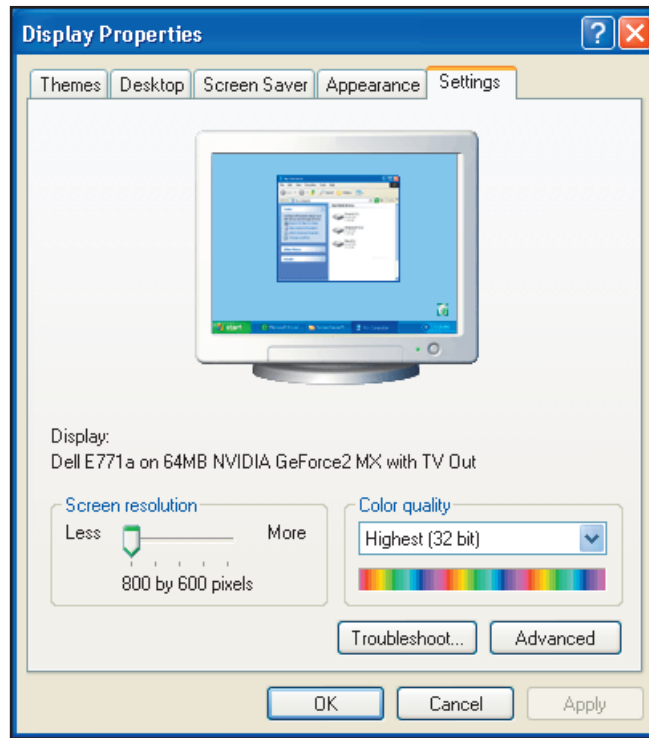 Display Properties
?
Themes Desktop Screen Saver Appearance Settings
start
Display:
Dell E771a on 64MB NVIDIA GeForce2 MX with TV Out
Screen resolution
Less More
800 by 600 pixels
Color quality
Highest (32 bit)
Troubleshoot... Advanced
OK Cancel Apply